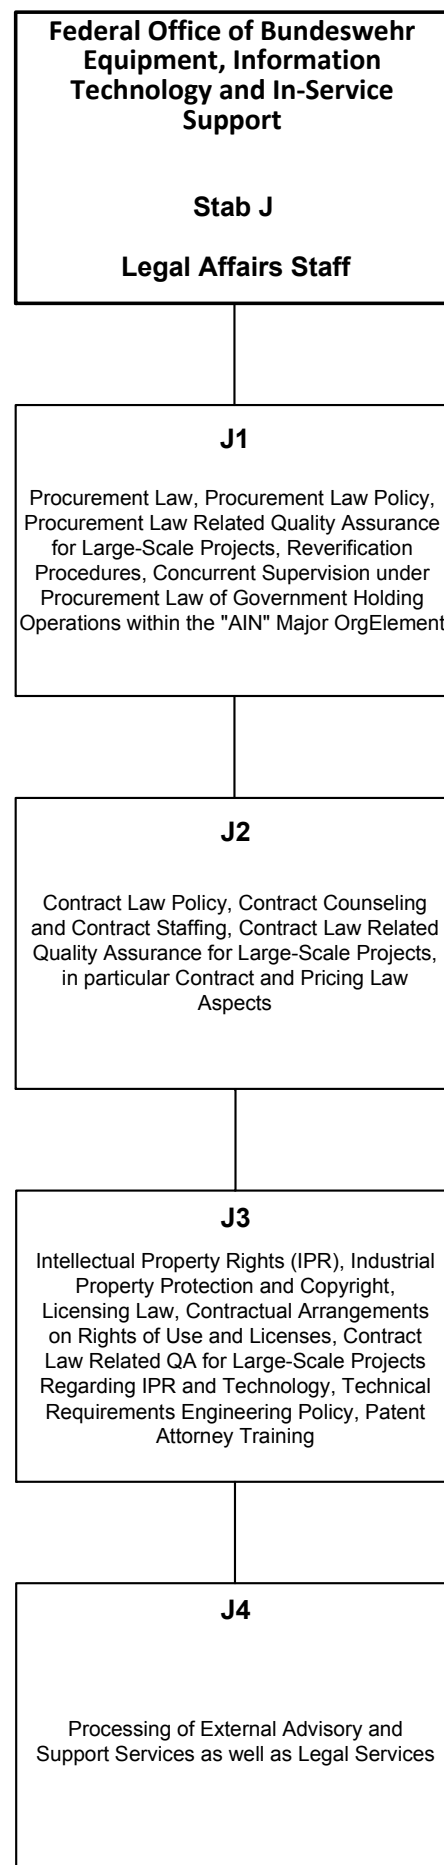 Federal Office of Bundeswehr
Equipment, Information
Technology and In-Service
Support
Stab J
Legal Affairs Staff
J1
Procurement Law, Procurement Law Policy,
Procurement Law Related Quality Assurance
for Large-Scale Projects, Reverification
Procedures, Concurrent Supervision under
Procurement Law of Government Holding
Operations within the "AIN" Major OrgElement
J2
Contract Law Policy, Contract Counseling
and Contract Staffing, Contract Law Related
Quality Assurance for Large-Scale Projects,
in particular Contract and Pricing Law
Aspects
J3
Intellectual Property Rights (IPR), Industrial
Property Protection and Copyright,
Licensing Law, Contractual Arrangements
on Rights of Use and Licenses, Contract
Law Related QA for Large-Scale Projects
Regarding IPR and Technology, Technical
Requirements Engineering Policy, Patent
Attorney Training
J4
Processing of External Advisory and
Support Services as well as Legal Services